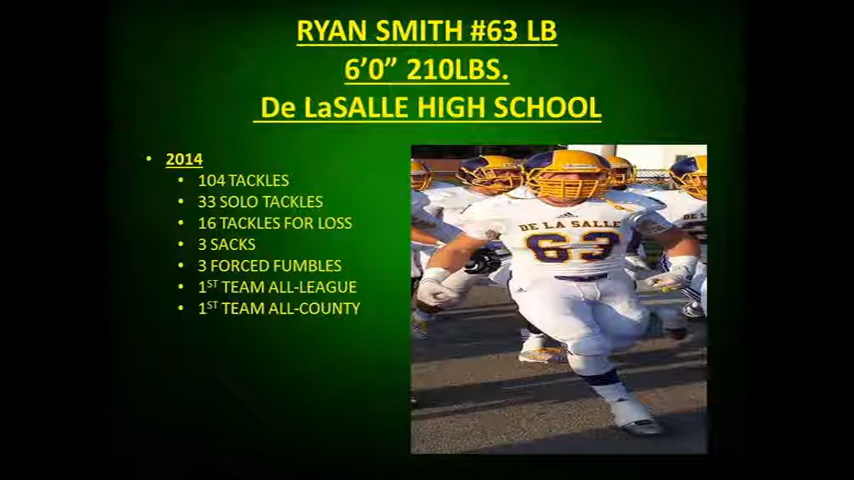 RYAN SMITH #63 LB
6’0” 210LBS.
De LaSALLE HIGH SCHOOL
• 2014
• 104 TACKLES
• 33 SOLO TACKLES
• 16 TACKLES FOR LOSS
• 3 SACKS
• 3 FORCED FUMBLES
• 1ST TEAM ALL-LEAGUE
• 1ST TEAM ALL-COUNTY
DE LA SALLE
63